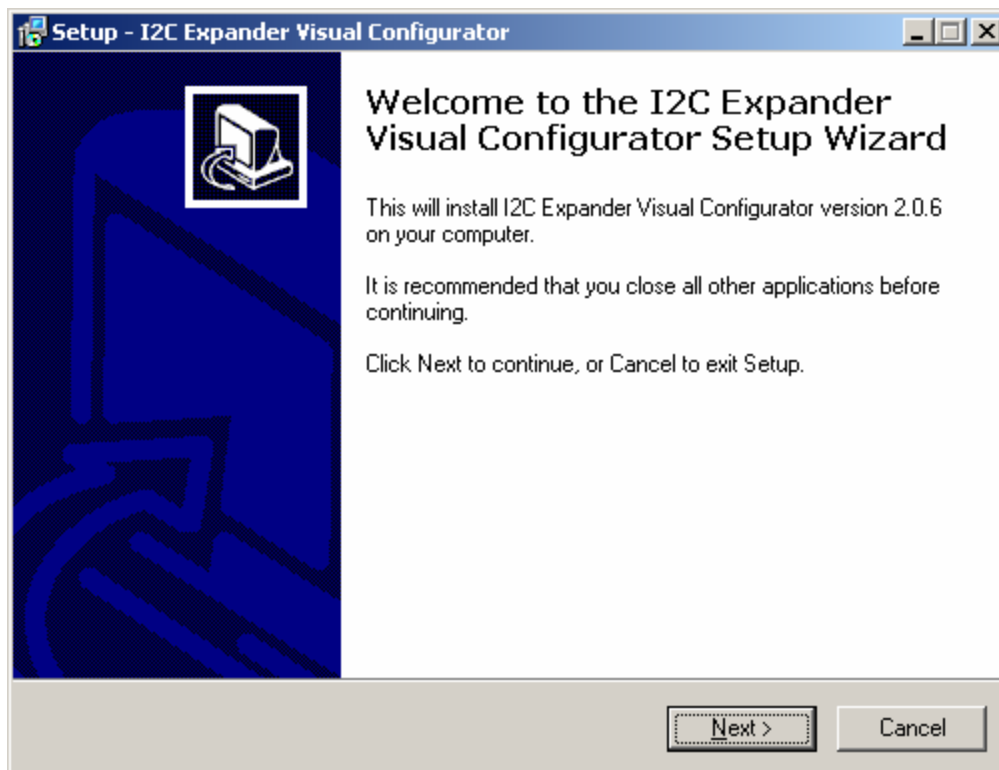 Setup - I2C Expander Visual Configurator
Welcome to the I2C Expander
Visual Configurator Setup Wizard
This will install I2C Expander Visual Configurator version 2.0.6
on your computer.
It is recommended that you close all other applications before
continuing.
Click Next to continue, or Cancel to exit Setup.
Next >
Cancel